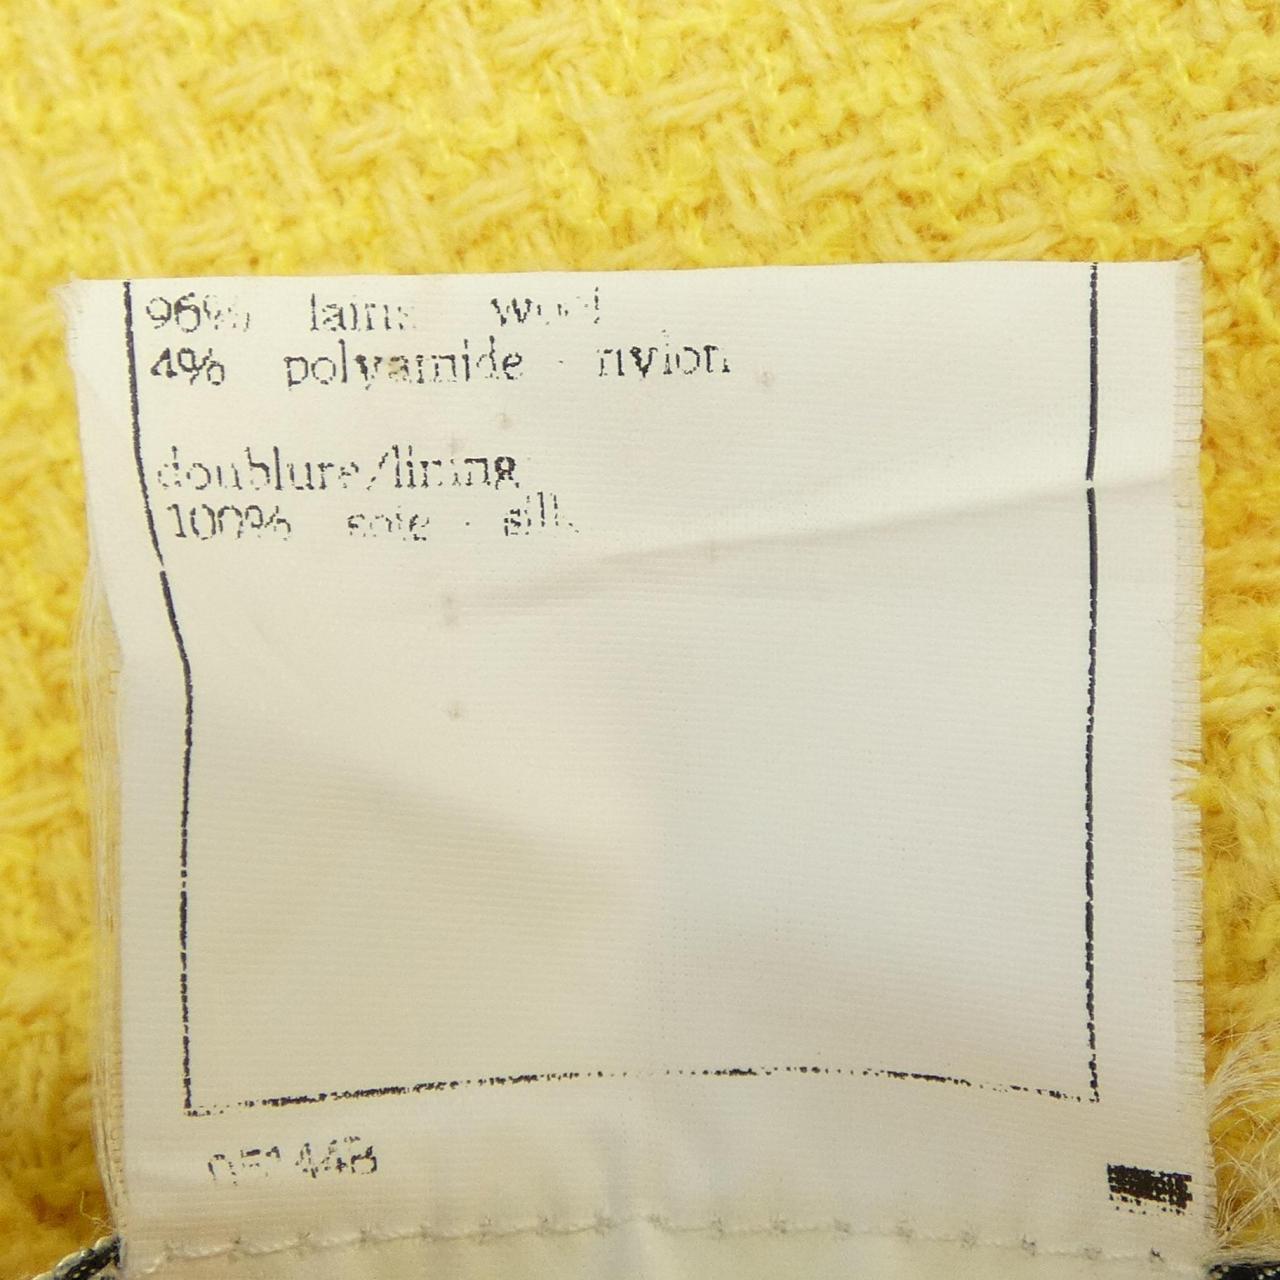 96% laine wool
4% polyamide - nylon
doublure/lining
100% soie - silk